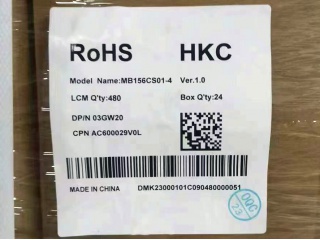 RoHS HKC
Model Name:MB156CS01-4 Ver.1.0
LCM Q'ty:480 Box Q'ty:24
DP/N 03GW20
CPN AC600029V0L
MADE IN CHINA DMK23000101C090480000051
OQC